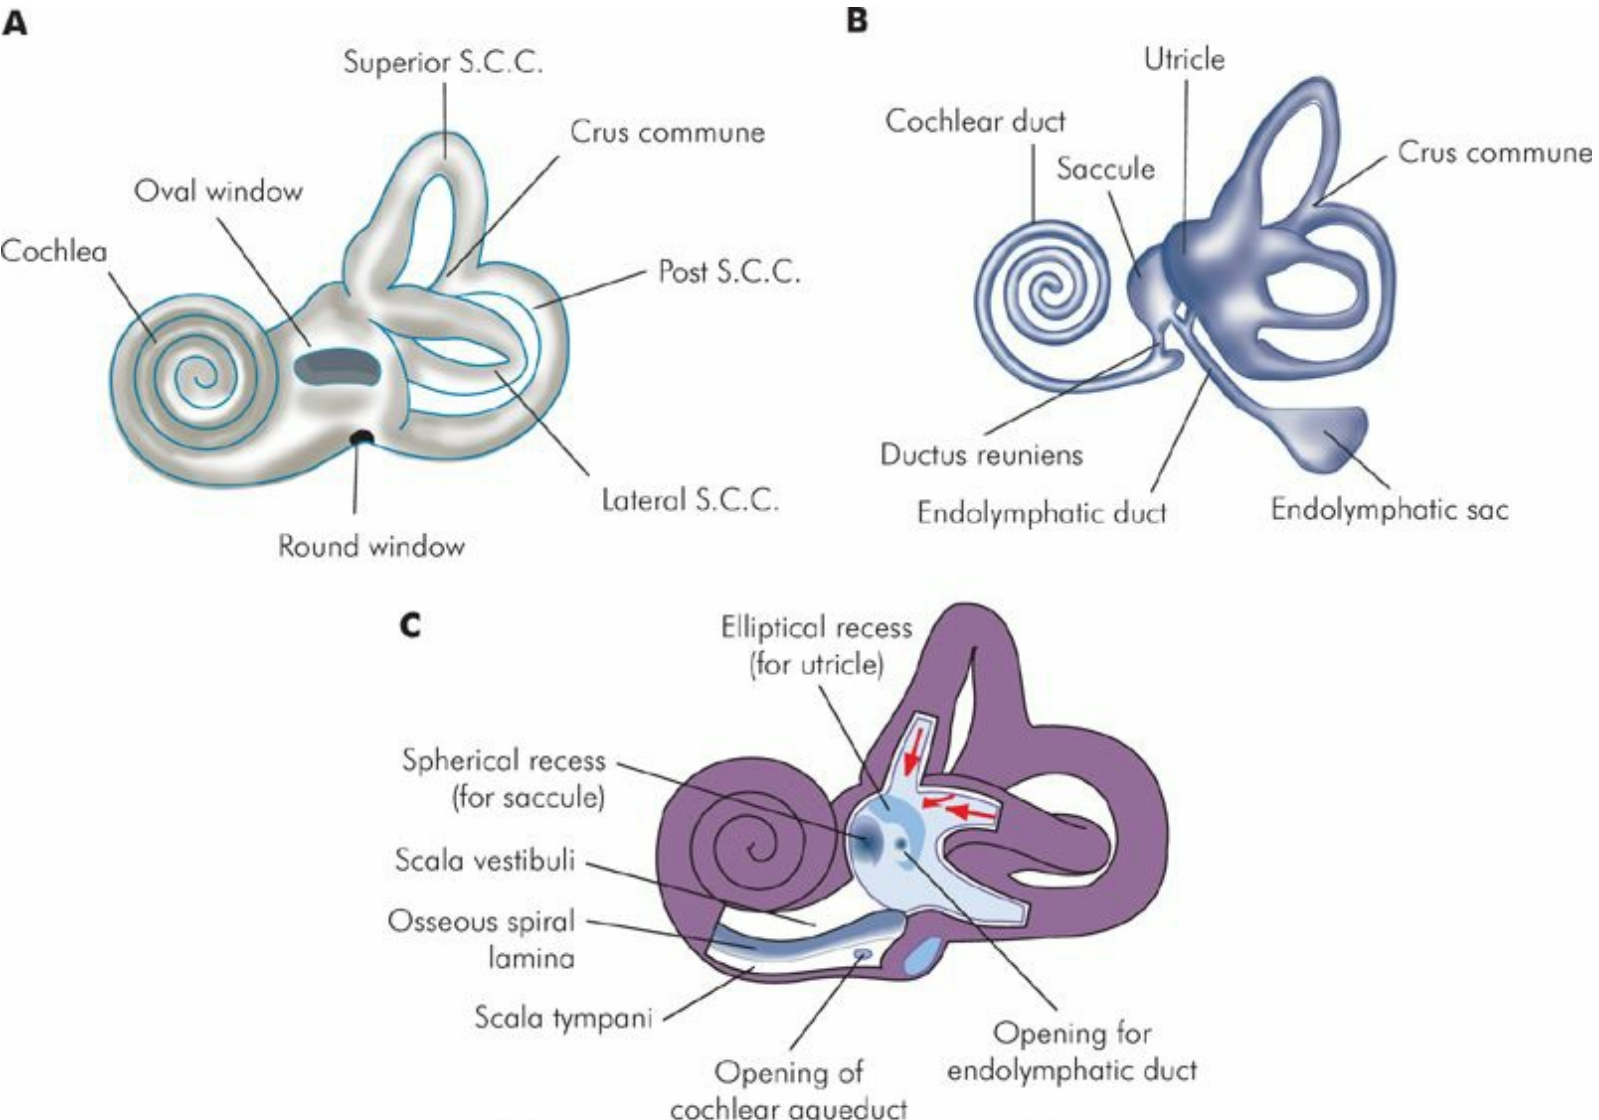 A
Superior S.C.C.
Crus commune
Oval window
Cochlea
Post S.C.C.
Lateral S.C.C.
Round window
B
Utricle
Cochlear duct
Saccule
Crus commune
Ductus reuniens
Endolymphatic duct
Endolymphatic sac
C
Elliptical recess
(for utricle)
Spherical recess
(for saccule)
Scala vestibuli
Osseous spiral
lamina
Scala tympani
Opening of
cochlear aqueduct
Opening for
endolymphatic duct